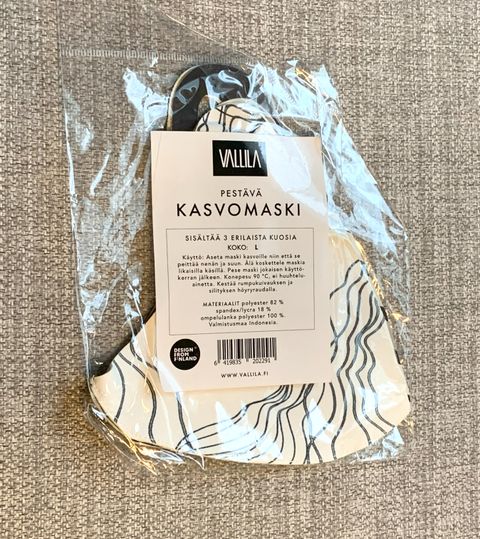 VALLILA
PESTÄVÄ
KASVOMASKI
SISÄLTÄÄ 3 ERILAISTA KUOSIA
KOKO: L
Käyttö: Aseta maski kasvoille niin että se
peittää nenän ja suun. Älä koskettele maskia
likaisilla käsillä. Pese maski jokaisen käyttö-
kerran jälkeen. Konepesu 90 °C, ei huuhtelu-
ainetta. Kestää rumpukuivauksen ja
silityksen höyryraudalla.
MATERIAALIT polyester 82 %
spandex/lycra 18 %
ompelulanka polyester 100 %.
Valmistusmaa Indonesia.
DESIGN
FROM
FINLAND
6 419835 202291
WWW.VALLILA.FI